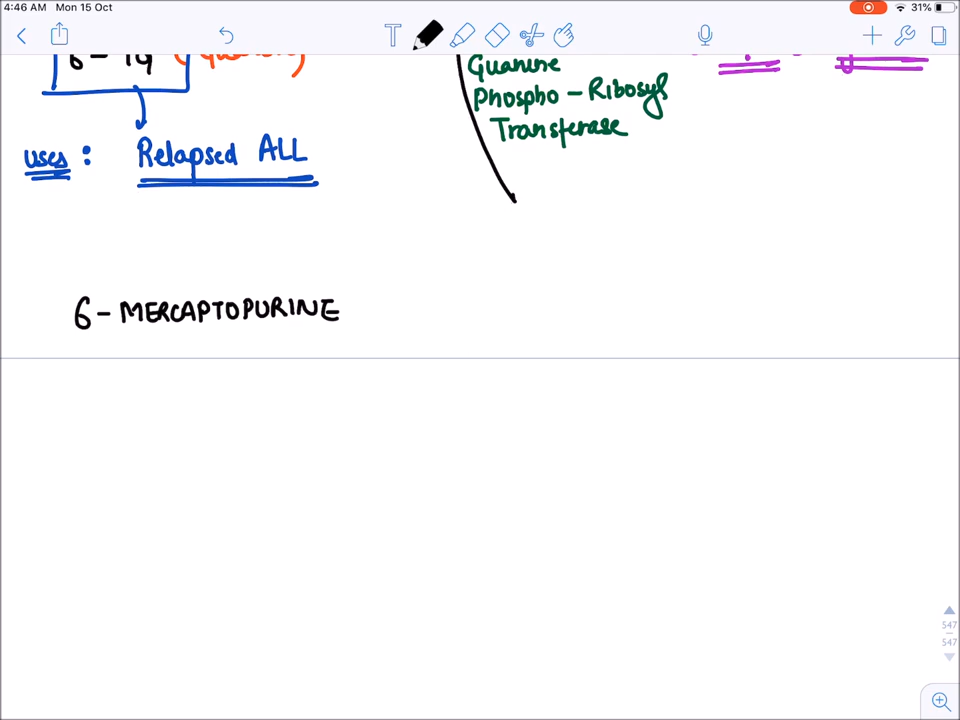 4:46 AM Mon 15 Oct
31%
T
Guanine
Phospho - Ribosyl
Transferase
uses : Relapsed ALL
6 - MERCAPTOPURINE
547
547